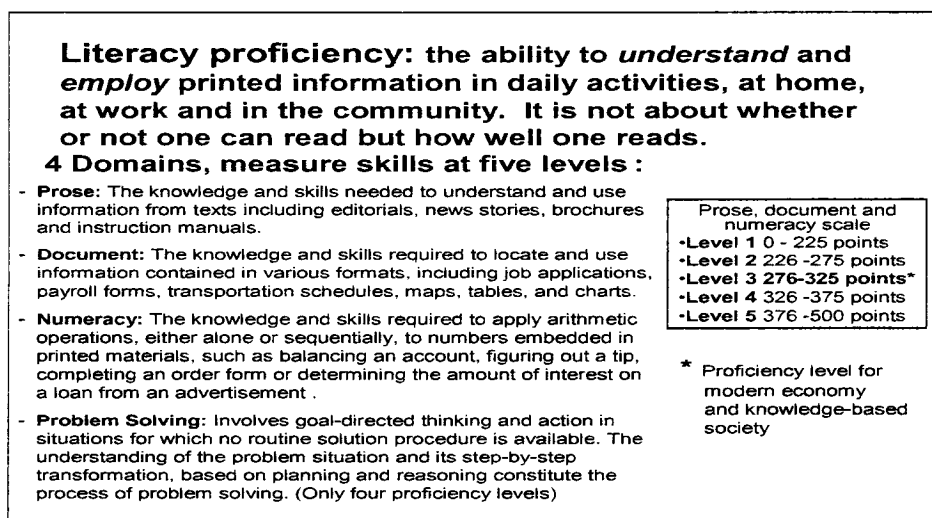 Literacy proficiency: the ability to understand and
employ printed information in daily activities, at home,
at work and in the community. It is not about whether
or not one can read but how well one reads.
4 Domains, measure skills at five levels :
- Prose: The knowledge and skills needed to understand and use
information from texts including editorials, news stories, brochures
and instruction manuals.
- Document: The knowledge and skills required to locate and use
information contained in various formats, including job applications,
payroll forms, transportation schedules, maps, tables, and charts.
- Numeracy: The knowledge and skills required to apply arithmetic
operations, either alone or sequentially, to numbers embedded in
printed materials, such as balancing an account, figuring out a tip,
completing an order form or determining the amount of interest on
a loan from an advertisement .
- Problem Solving: Involves goal-directed thinking and action in
situations for which no routine solution procedure is available. The
understanding of the problem situation and its step-by-step
transformation, based on planning and reasoning constitute the
process of problem solving. (Only four proficiency levels)
Prose, document and
numeracy scale
•Level 1 0 - 225 points
•Level 2 226 -275 points
•Level 3 276-325 points*
•Level 4 326 -375 points
•Level 5 376 -500 points
* Proficiency level for
modern economy
and knowledge-based
society